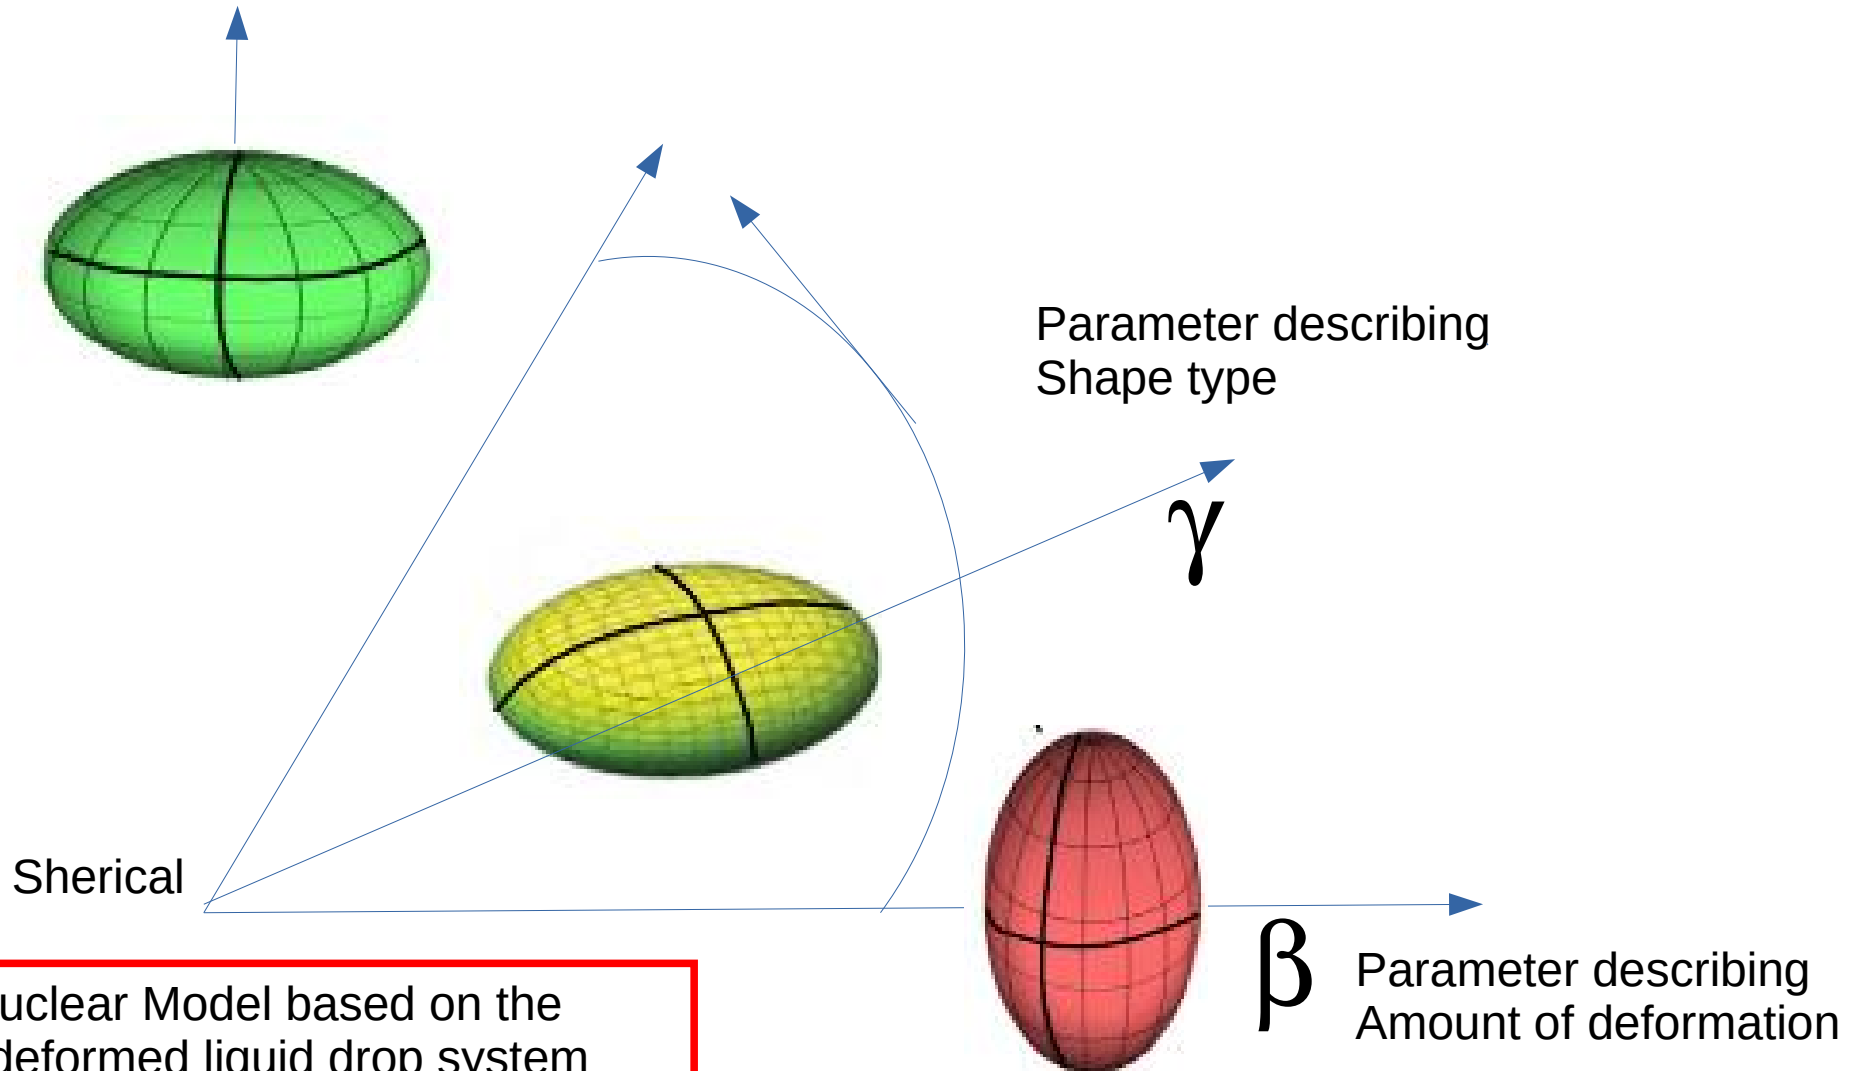 Parameter describing
Shape type
γ
Sherical
β
Parameter describing
Amount of deformation
uclear Model based on the
deformed liquid drop system